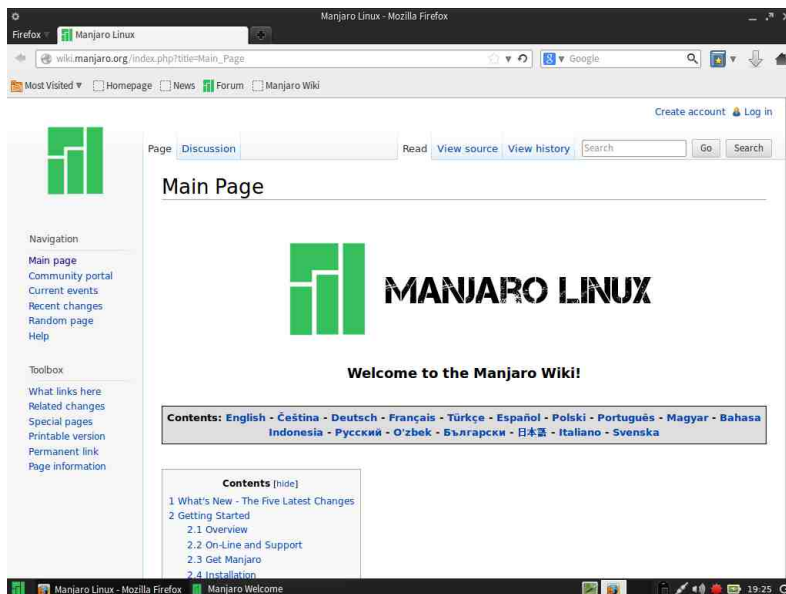 Manjaro Linux - Mozilla Firefox
Firefox
Manjaro Linux
wiki.manjaro.org/index.php?title=Main_Page
Google
Most Visited
Homepage
News
Forum
Manjaro Wiki
Create account
Log in
Page
Discussion
Read
View source
View history
Search
Go
Search
Main Page
Navigation
Main page
Community portal
Current events
Recent changes
Random page
Help
Toolbox
What links here
Related changes
Special pages
Printable version
Permanent link
Page information
MANJARO LINUX
Welcome to the Manjaro Wiki!
Contents: English - Čeština - Deutsch - Français - Türkçe - Español - Polski - Português - Magyar - Bahasa
Indonesia - Русский - O'zbek - Български - 日本語 - Italiano - Svenska
Contents [hide]
1 What's New - The Five Latest Changes
2 Getting Started
2.1 Overview
2.2 On-Line and Support
2.3 Get Manjaro
2.4 Installation
Manjaro Linux - Mozilla Firefox
Manjaro Welcome
19:25